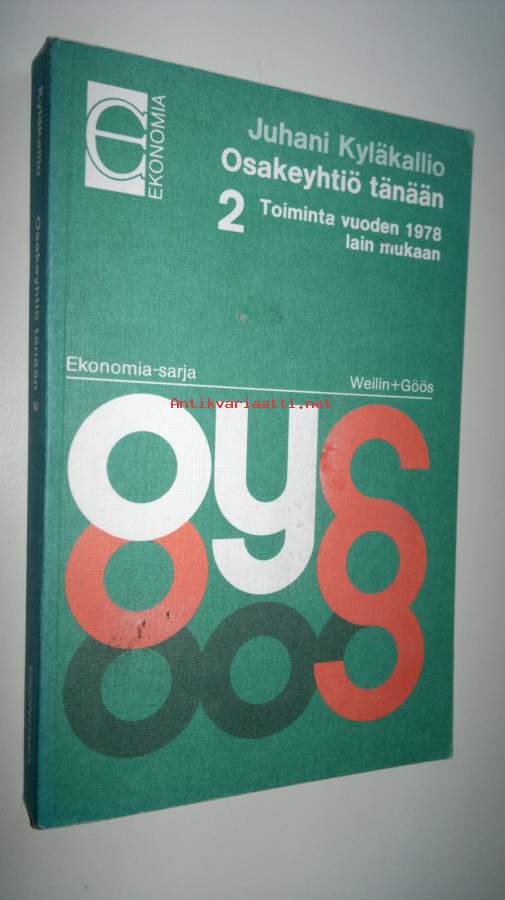 EKONOMIA
Juhani Kyläkallio
Osakeyhtiö tänään
2 Toiminta vuoden 1978
lain mukaan
Ekonomia-sarja
Weilin+Göös
Antikvariaatti.net
oy§
Kyläkallio Osakeyhtiö tänään 2
EKONOMIA